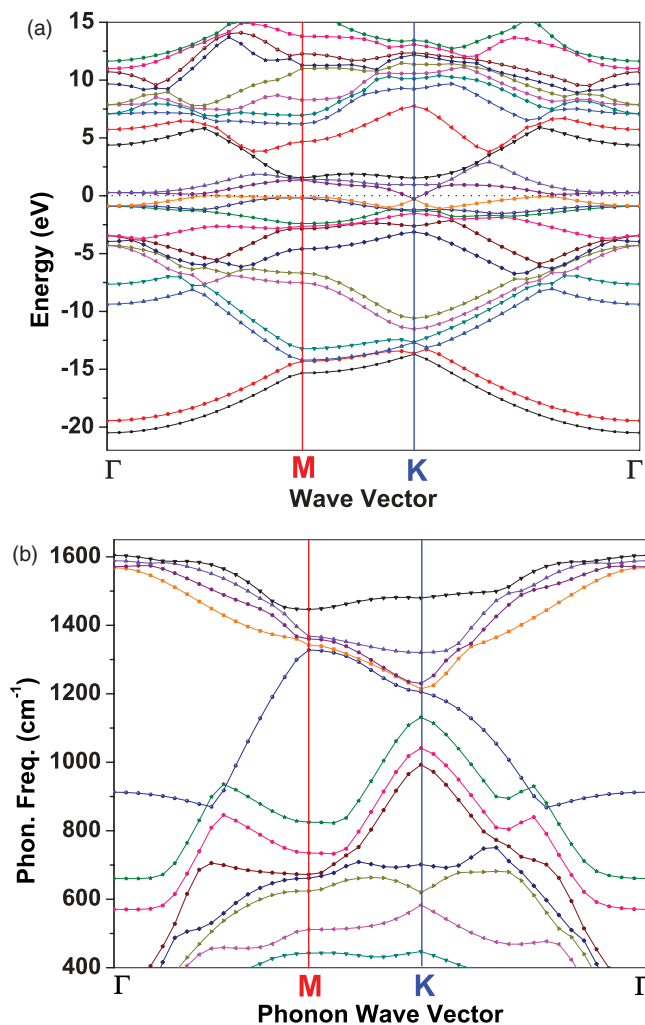 (a)
15
10
5
0
-5
-10
-15
-20
Energy (eV)
Γ M K Γ
Wave Vector
(b)
1600
1400
1200
1000
800
600
400
Phon. Freq. (cm⁻¹)
Γ M K Γ
Phonon Wave Vector